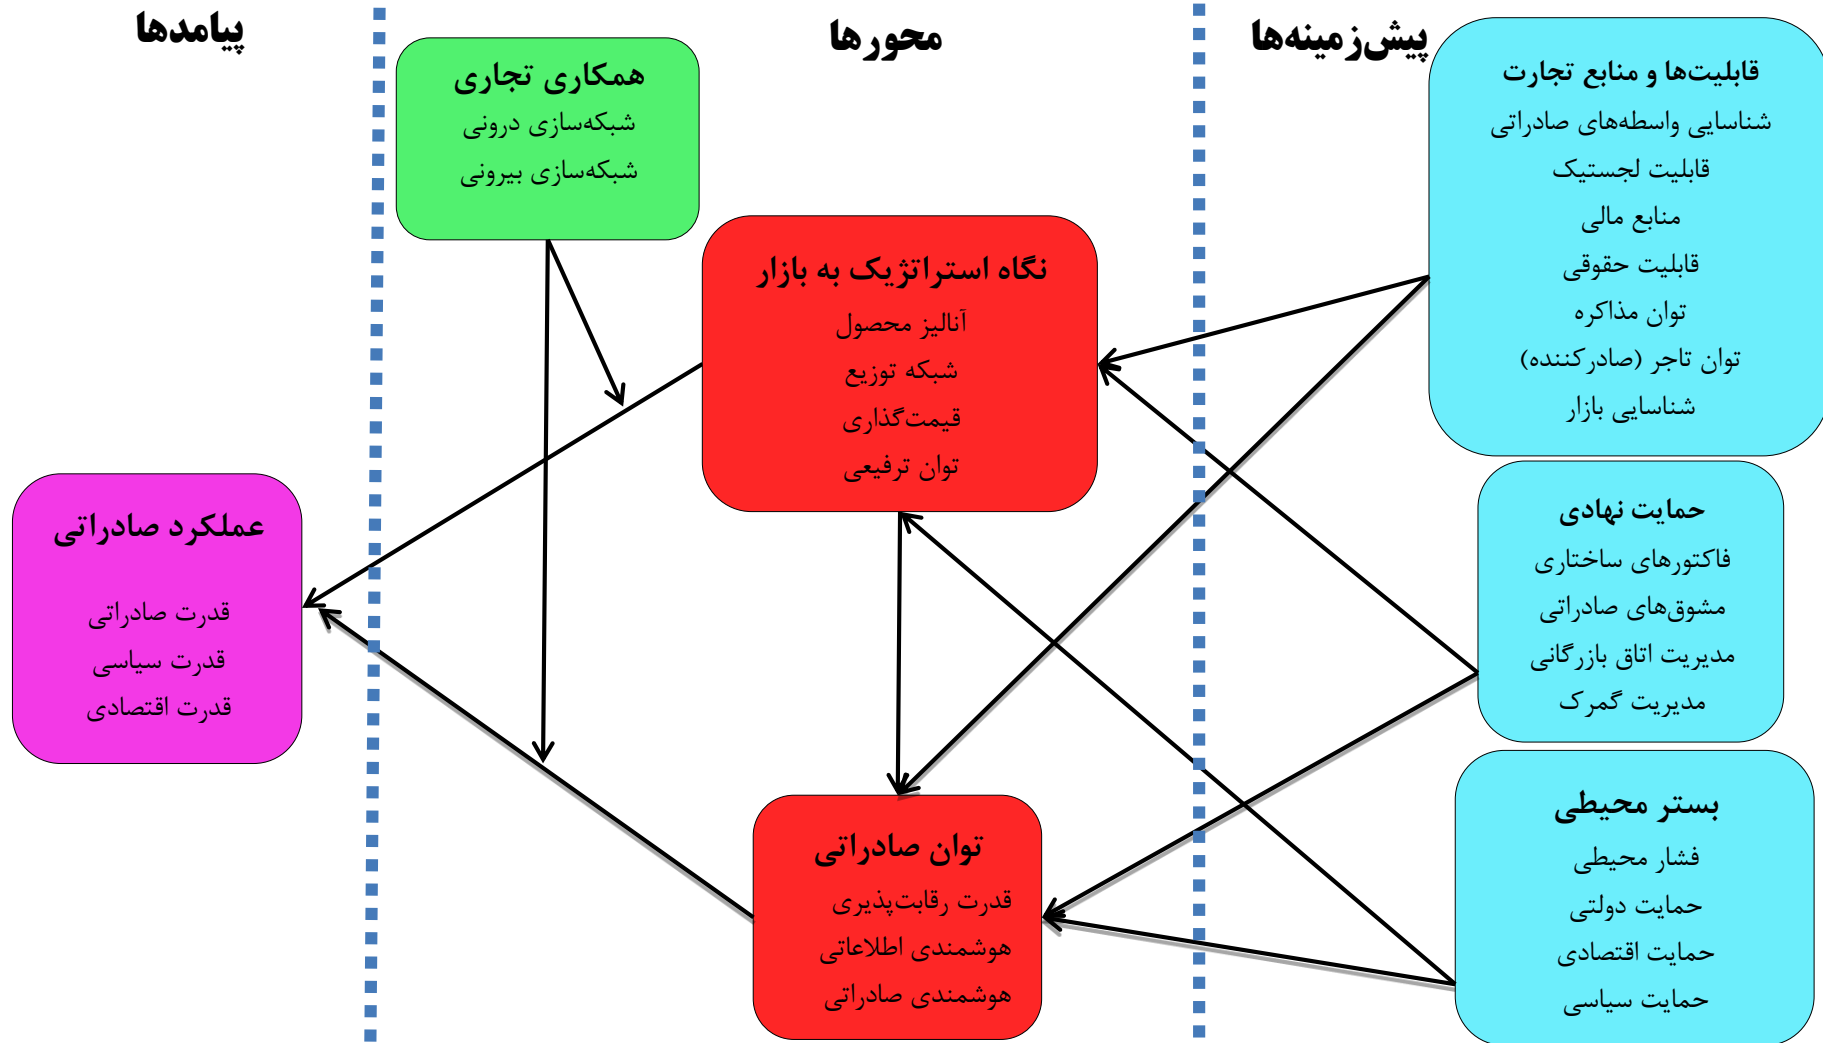 پیش‌زمینه‌ها
محورها
پیامدها
قابلیت‌ها و منابع تجارت
شناسایی واسطه‌های صادراتی
قابلیت لجستیک
منابع مالی
قابلیت حقوقی
توان مذاکره
توان تاجر (صادرکننده)
شناسایی بازار
حمایت نهادی
فاکتورهای ساختاری
مشوق‌های صادراتی
مدیریت اتاق بازرگانی
مدیریت گمرک
بستر محیطی
فشار محیطی
حمایت دولتی
حمایت اقتصادی
حمایت سیاسی
نگاه استراتژیک به بازار
آنالیز محصول
شبکه توزیع
قیمت‌گذاری
توان ترفیعی
توان صادراتی
قدرت رقابت‌پذیری
هوشمندی اطلاعاتی
هوشمندی صادراتی
همکاری تجاری
شبکه‌سازی درونی
شبکه‌سازی بیرونی
عملکرد صادراتی
قدرت صادراتی
قدرت سیاسی
قدرت اقتصادی